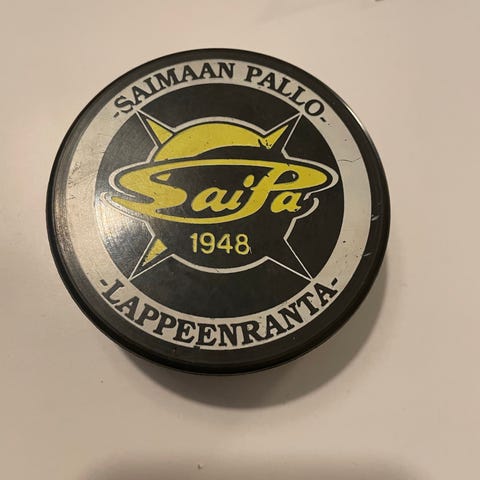 -SAIMAAN PALLO-
SaiPa
1948
-LAPPEENRANTA-